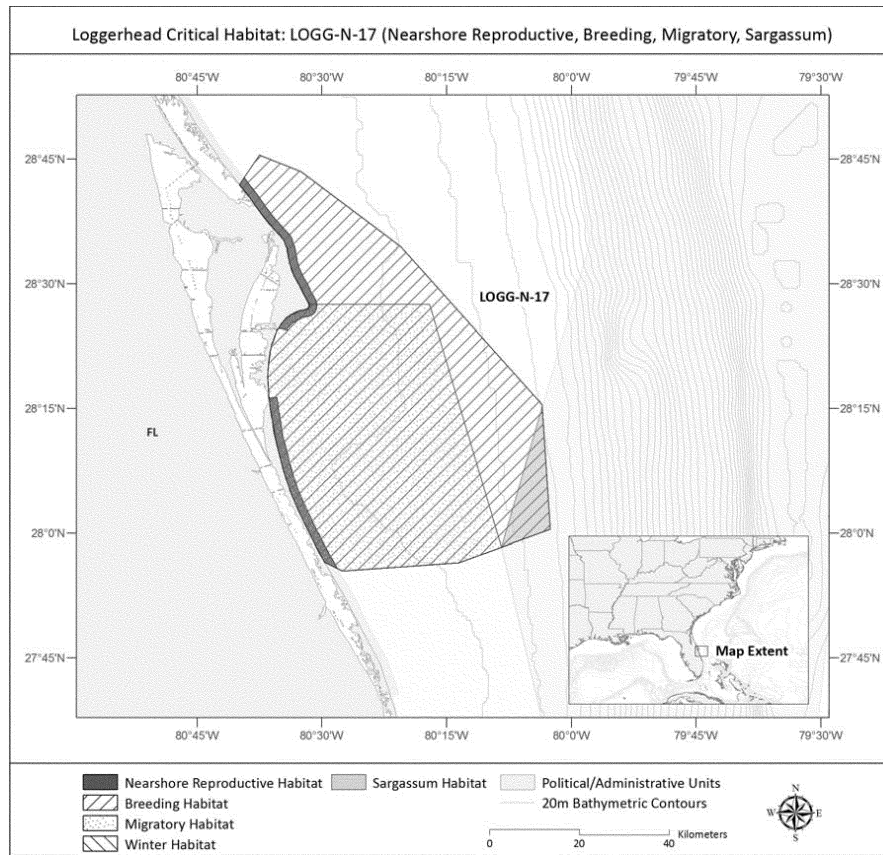 Loggerhead Critical Habitat: LOGG-N-17 (Nearshore Reproductive, Breeding, Migratory, Sargassum)
80°45'W 80°30'W 80°15'W 80°0'W 79°45'W 79°30'W
28°45'N 28°45'N
28°30'N 28°30'N
LOGG-N-17
28°15'N 28°15'N
FL
28°0'N 28°0'N
Map Extent
27°45'N 27°45'N
80°45'W 80°30'W 80°15'W 80°0'W 79°45'W 79°30'W
Nearshore Reproductive Habitat Sargassum Habitat Political/Administrative Units
Breeding Habitat 20m Bathymetric Contours
Migratory Habitat
Winter Habitat
0 20 40 Kilometers
N
W E
S